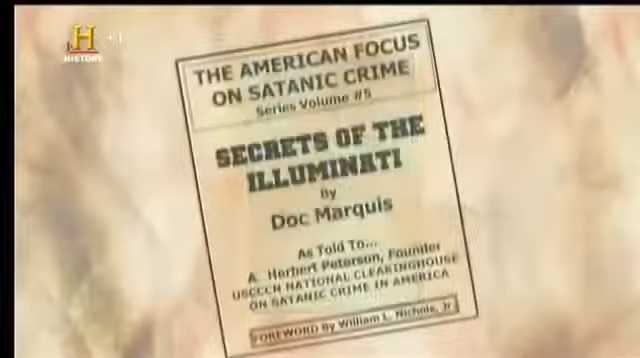 H +1
HISTORY
THE AMERICAN FOCUS
ON SATANIC CRIME
Series Volume #5
SECRETS OF THE
ILLUMINATI
By
Doc Marquis
As Told To...
A. Herbert Peterson, Founder
USCCCN NATIONAL CLEARINGHOUSE
ON SATANIC CRIME IN AMERICA
FOREWORD By William L. Nichols, Jr